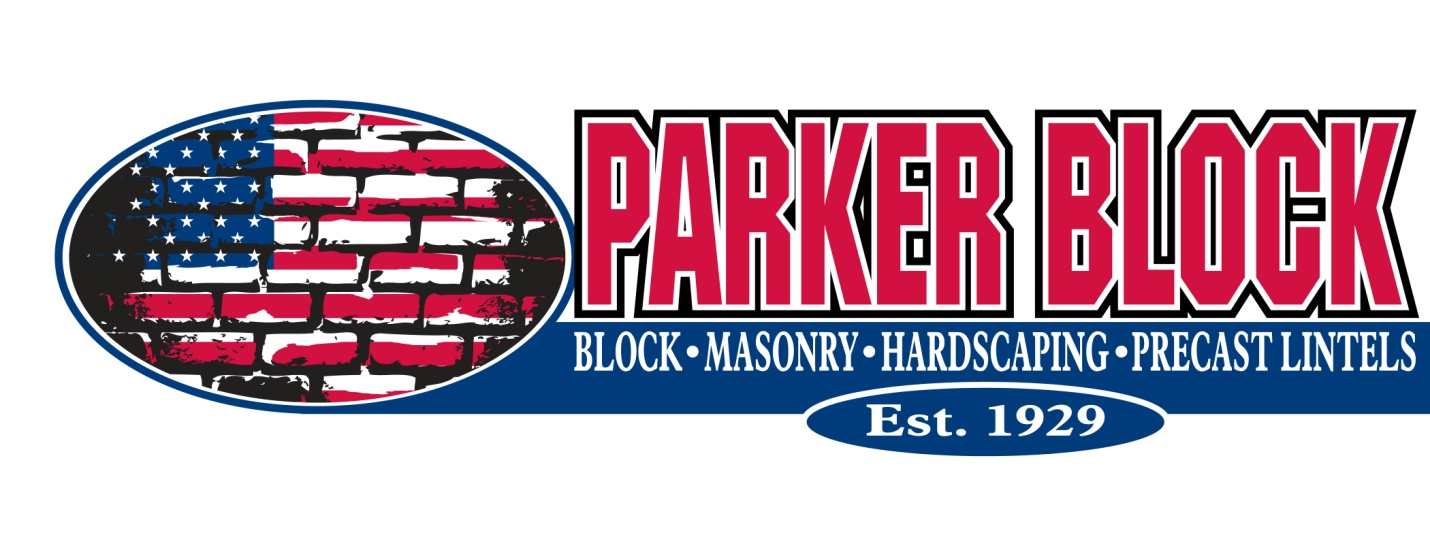 PARKER BLOCK
BLOCK•MASONRY•HARDSCAPING•PRECAST LINTELS
Est. 1929